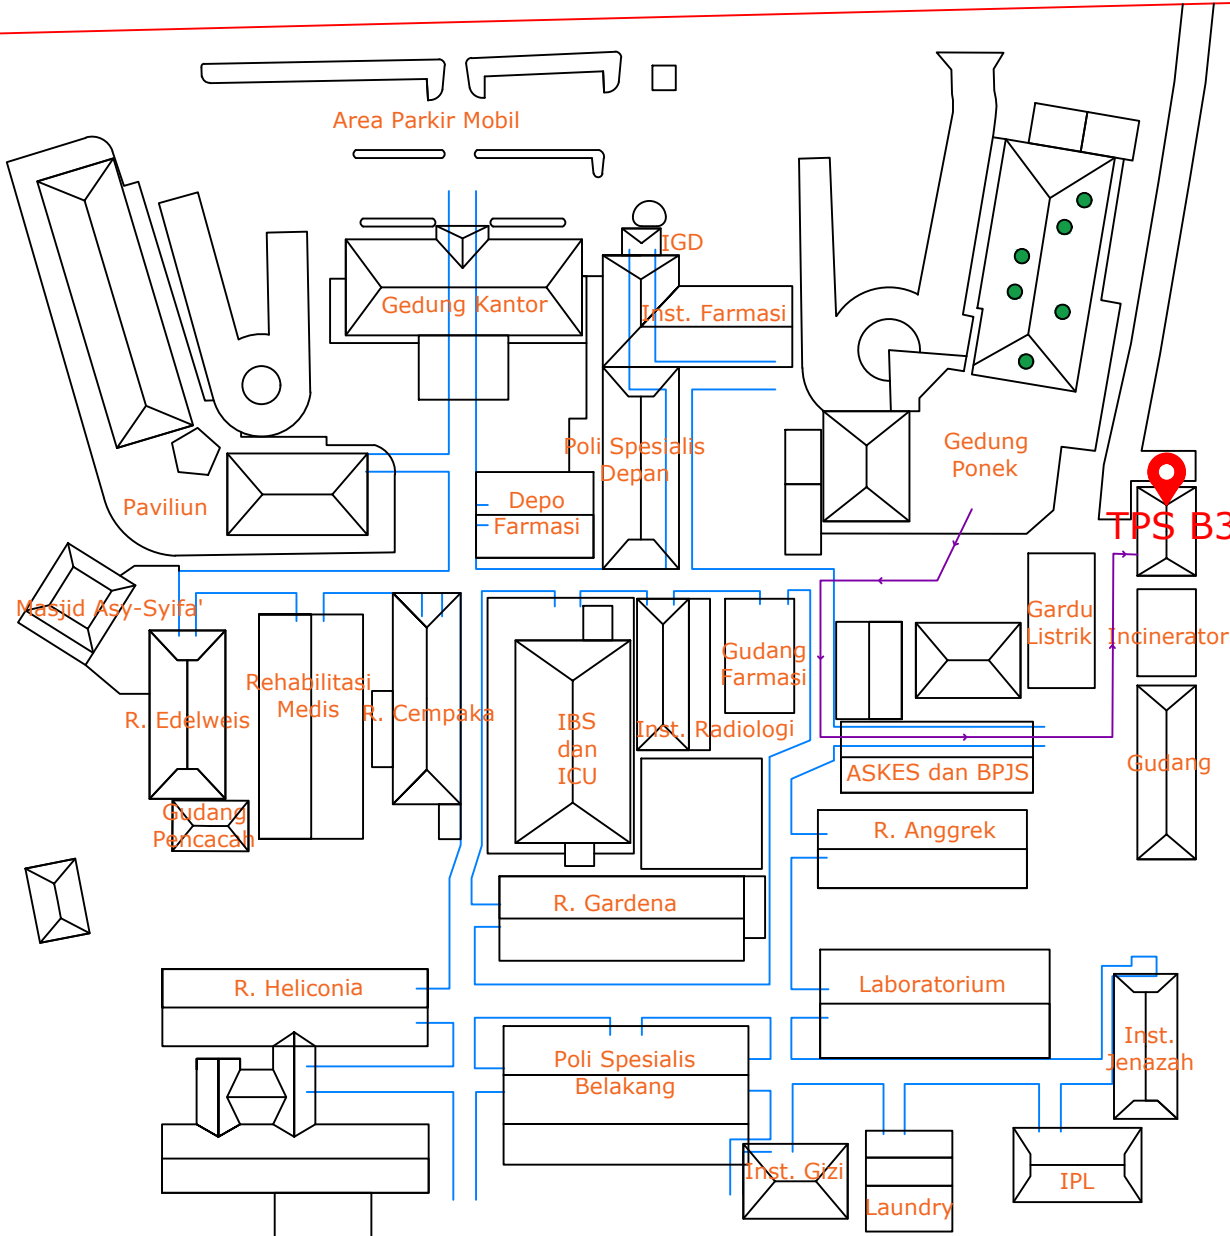 Area Parkir Mobil
IGD
Gedung Kantor
Inst. Farmasi
Poli Spesialis
Depan
Gedung
Ponek
Paviliun
Depo
Farmasi
TPS B3
Masjid Asy-Syifa'
Gardu
Listrik
Incinerator
R. Edelweis
Rehabilitasi
Medis
R. Cempaka
IBS
dan
ICU
Inst. Radiologi
Gudang
Farmasi
ASKES dan BPJS
Gudang
Gudang
Pencacah
R. Anggrek
R. Gardena
R. Heliconia
Laboratorium
Poli Spesialis
Belakang
Inst.
Jenazah
Inst. Gizi
Laundry
IPL